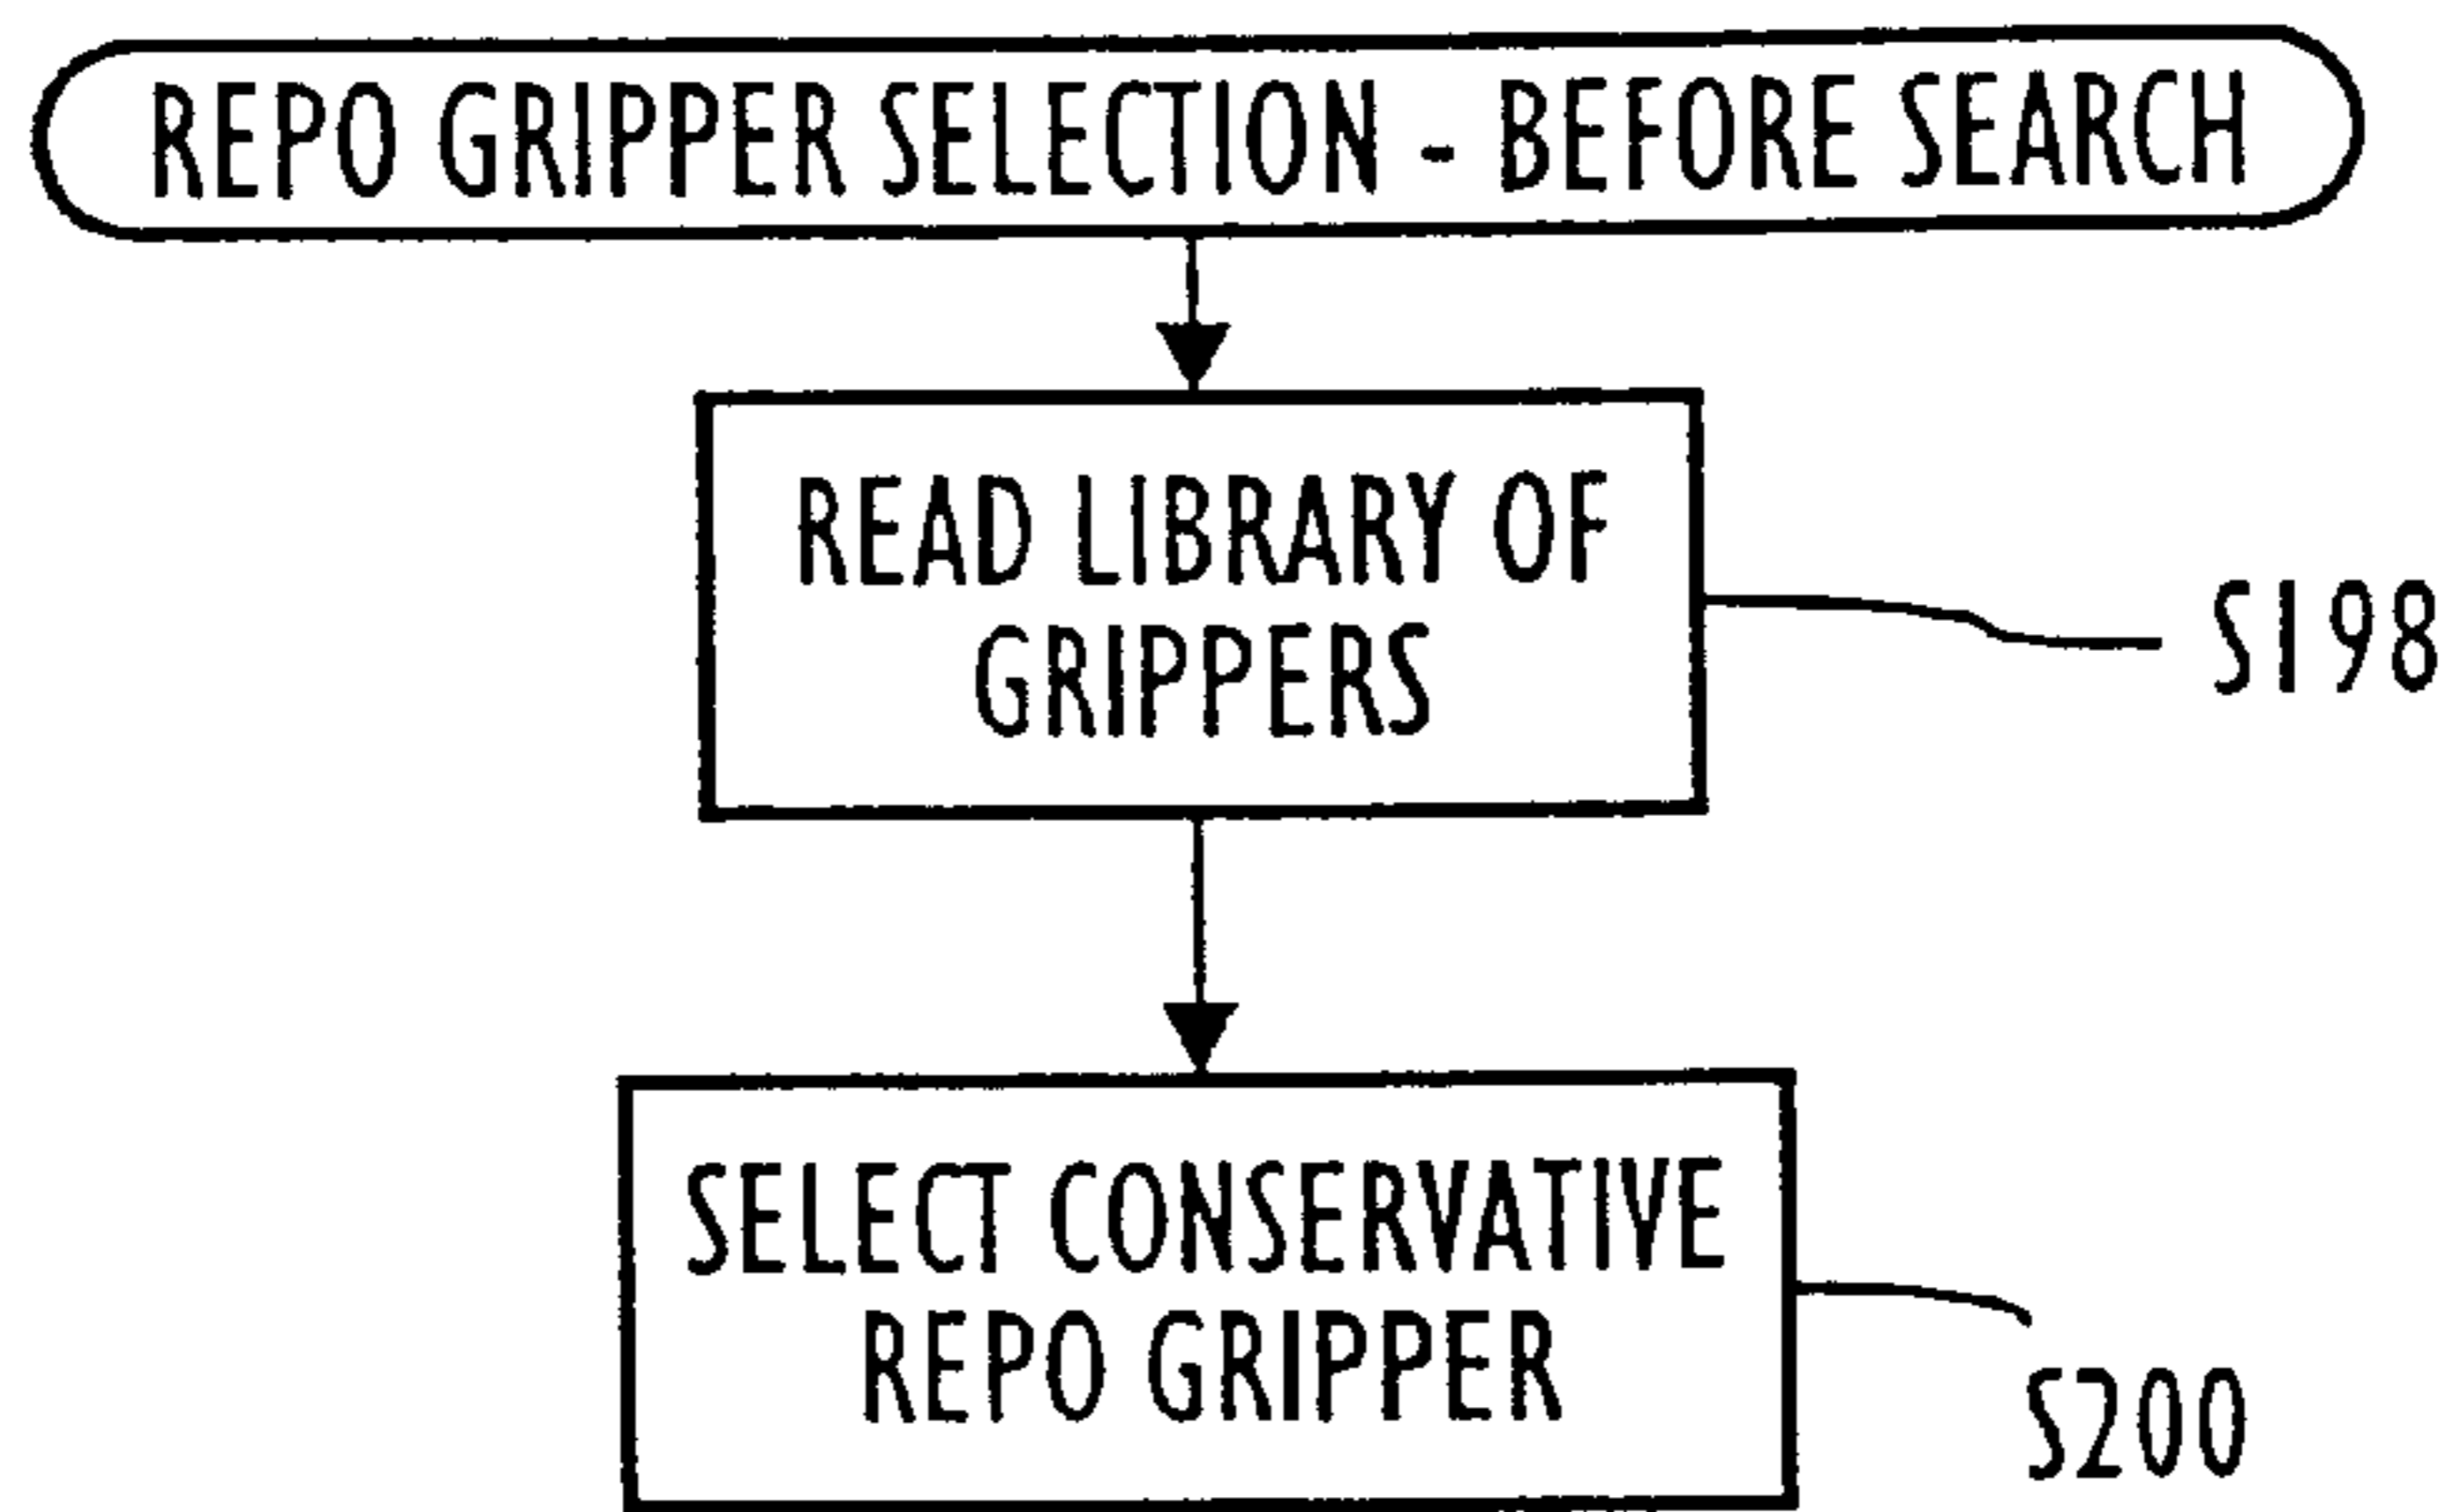 REPO GRIPPER SELECTION - BEFORE SEARCH
READ LIBRARY OF
GRIPPERS
S198
SELECT CONSERVATIVE
REPO GRIPPER
S200